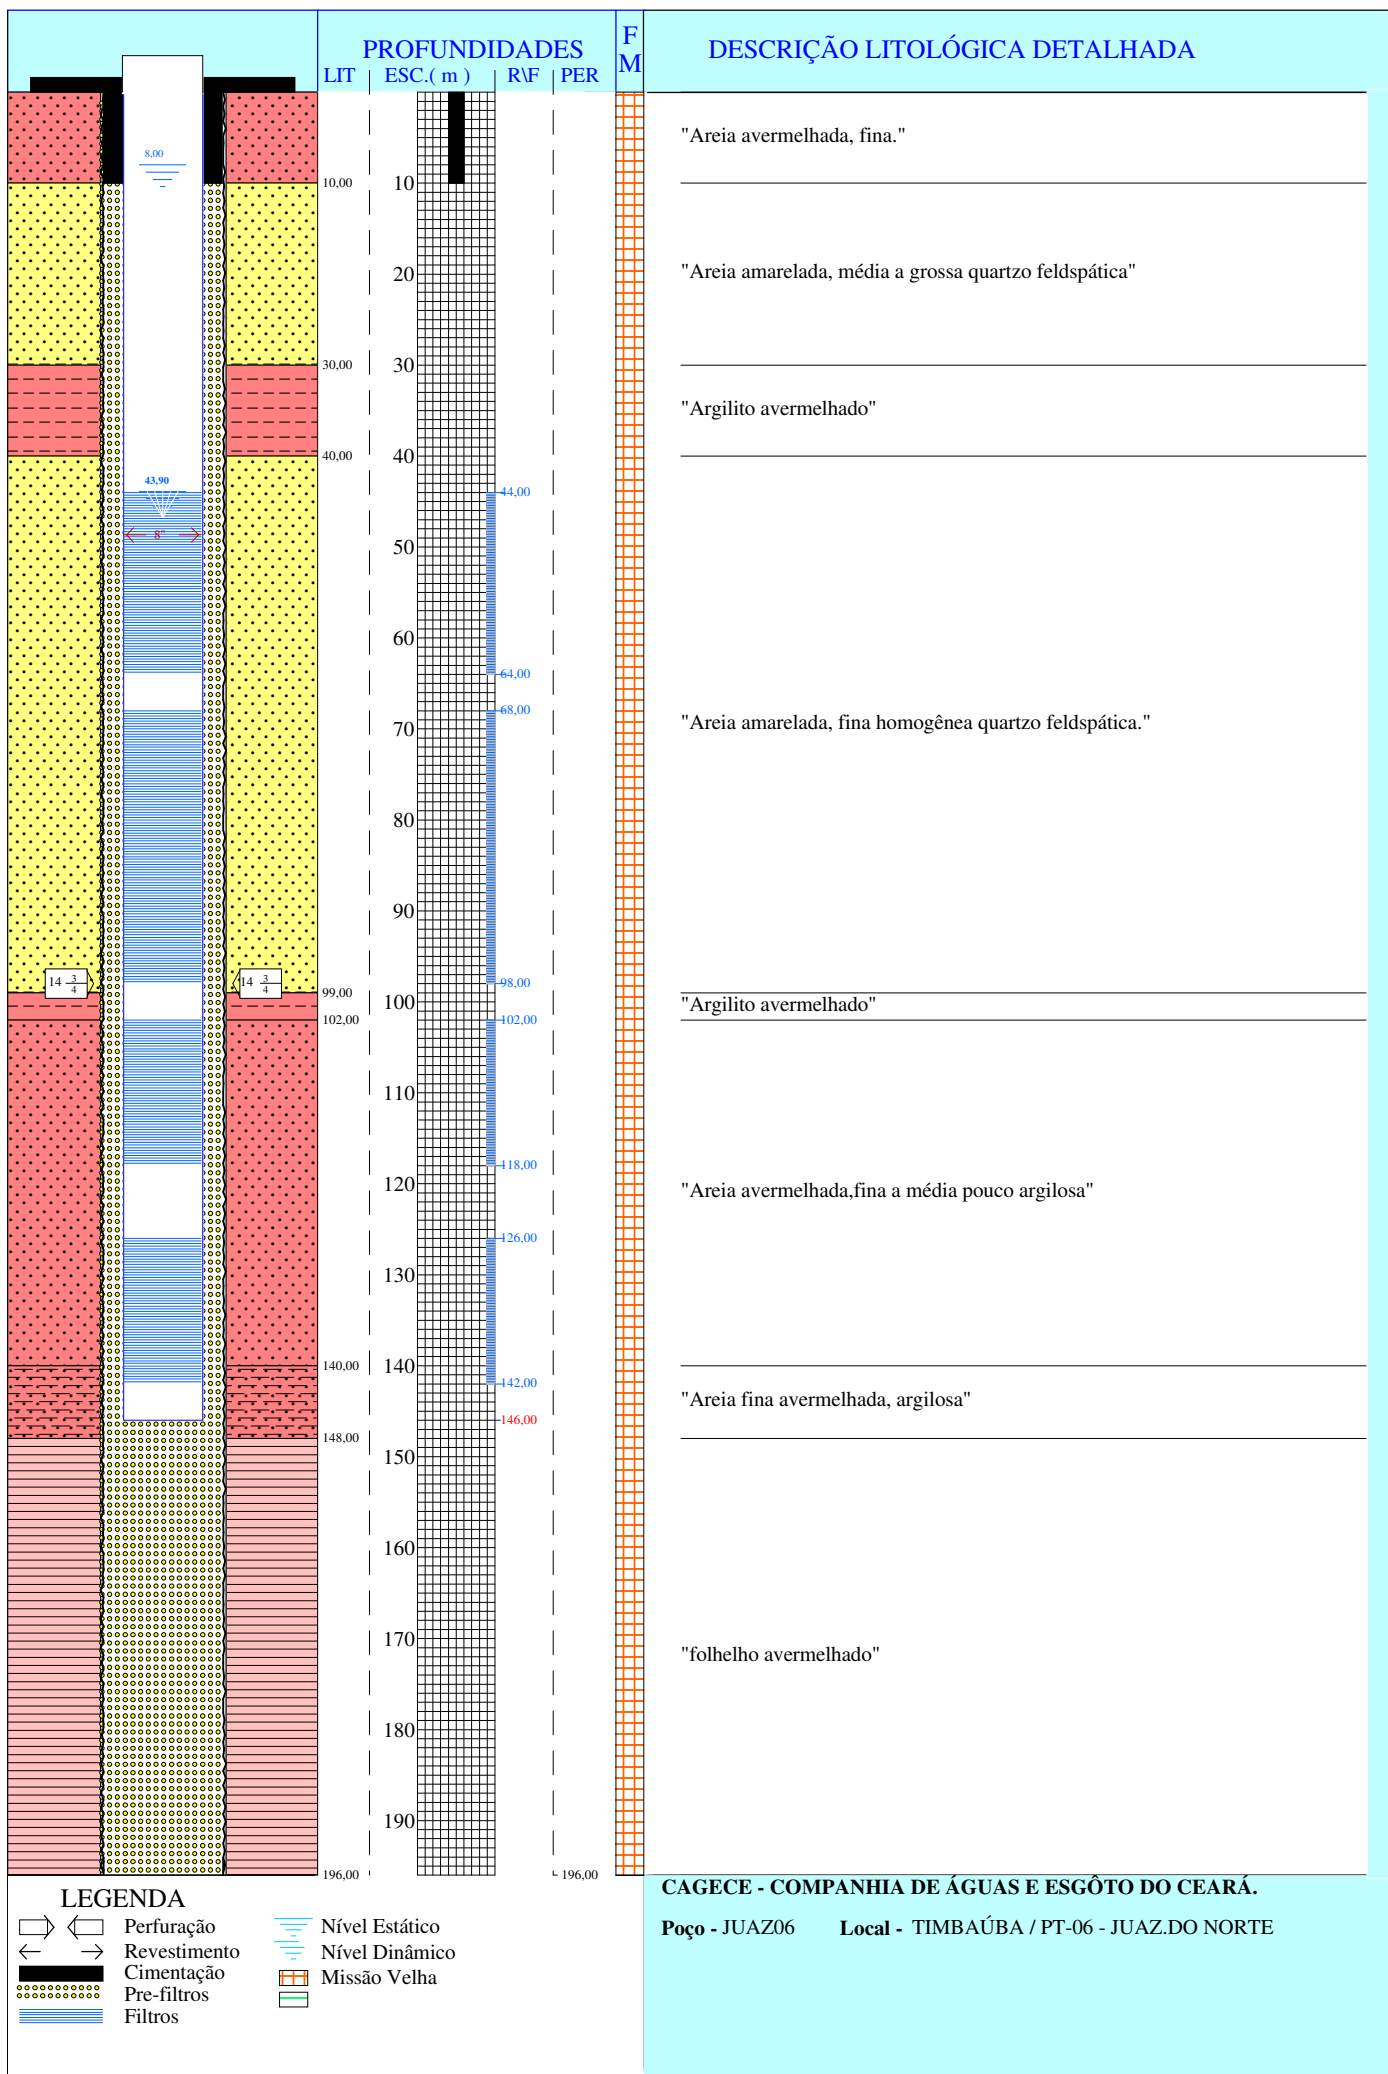 PROFUNDIDADES
LIT ESC.( m ) R\F PER
F
M
DESCRIÇÃO LITOLÓGICA DETALHADA
"Areia avermelhada, fina."
8,00
10,00
10
20
"Areia amarelada, média a grossa quartzo feldspática"
30,00
30
"Argilito avermelhado"
40,00
40
43,90
44,00
8"
50
60
64,00
68,00
70
"Areia amarelada, fina homogênea quartzo feldspática."
80
90
14 3/4
14 3/4
98,00
99,00
100
"Argilito avermelhado"
102,00
102,00
110
118,00
120
"Areia avermelhada,fina a média pouco argilosa"
126,00
130
140,00
140
142,00
"Areia fina avermelhada, argilosa"
146,00
148,00
150
160
170
"folhelho avermelhado"
180
190
196,00
196,00
LEGENDA
Perfuração
Revestimento
Cimentação
Pre-filtros
Filtros
Nível Estático
Nível Dinâmico
Missão Velha
CAGECE - COMPANHIA DE ÁGUAS E ESGÔTO DO CEARÁ.
Poço - JUAZ06 Local - TIMBAÚBA / PT-06 - JUAZ.DO NORTE